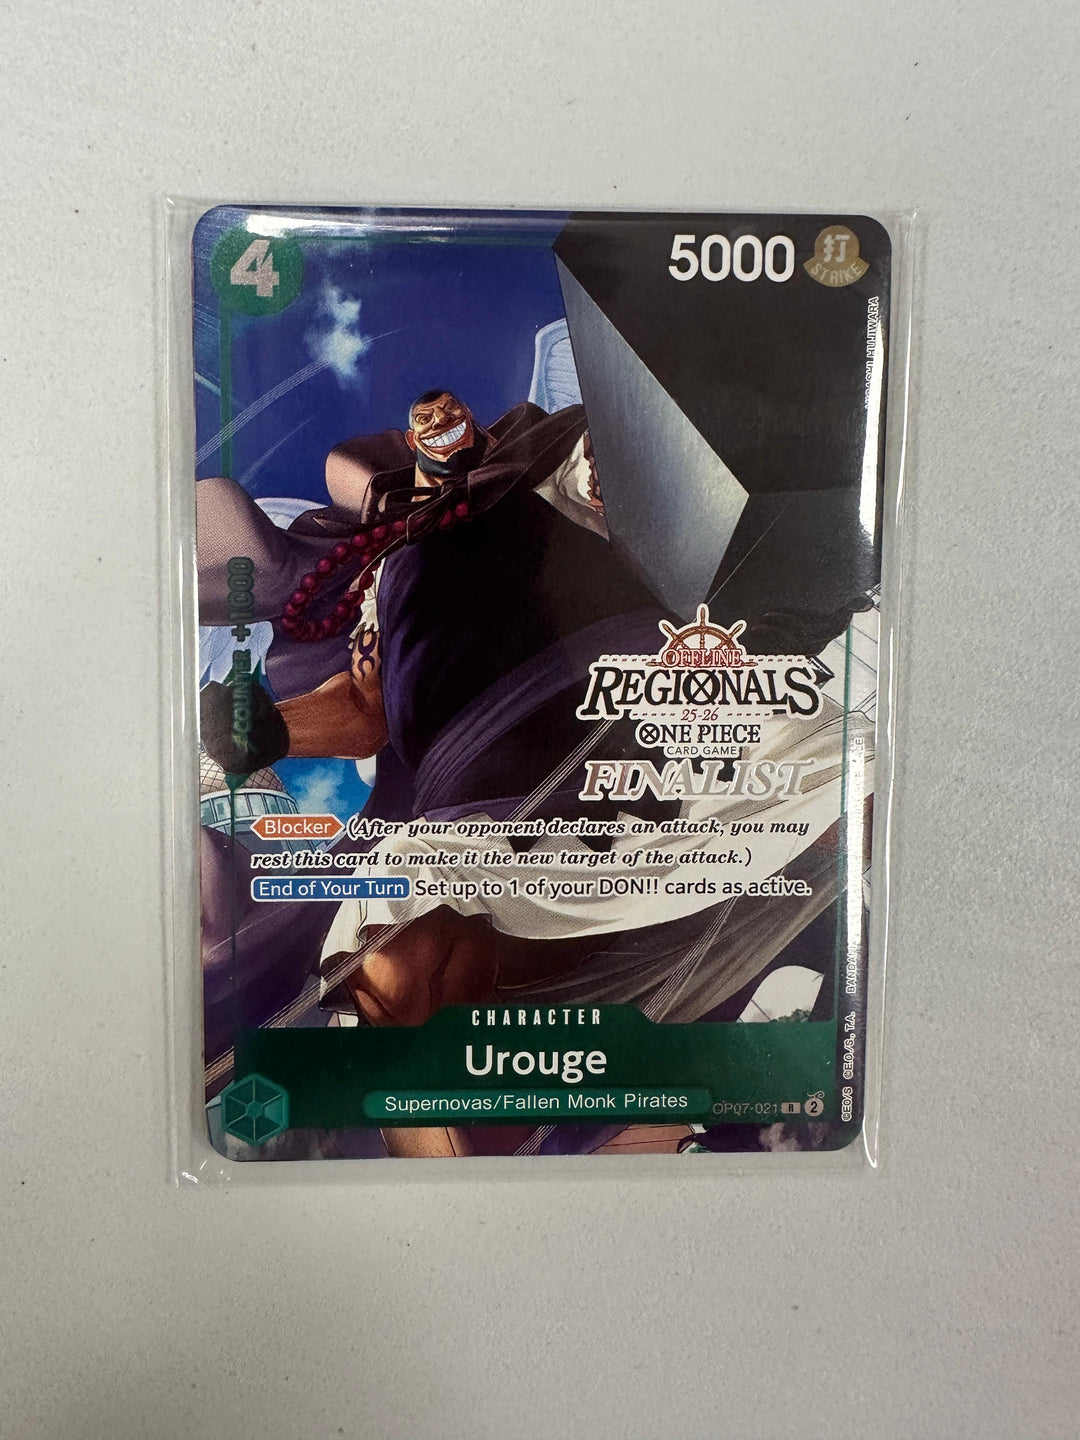 4
5000
打
STRIKE
COUNTER +1000
OFFLINE
REGIONALS
25-26
ONE PIECE
CARD GAME
FINALIST
Blocker (After your opponent declares an attack, you may
rest this card to make it the new target of the attack.)
End of Your Turn Set up to 1 of your DON!! cards as active.
CHARACTER
Urouge
Supernovas/Fallen Monk Pirates
OP07-021 R 2
©EO/S ©E.O./S., T.A.